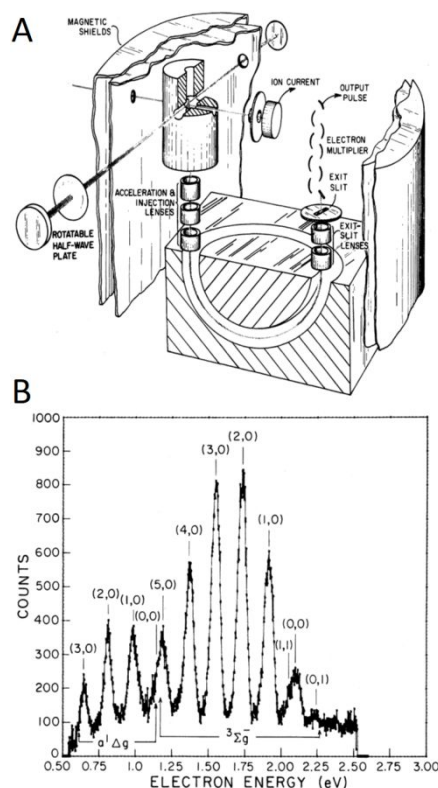 A
MAGNETIC
SHIELDS
ION CURRENT
OUTPUT
PULSE
ELECTRON
MULTIPLIER
EXIT
SLIT
ACCELERATION &
INJECTION
LENSES
EXIT-
SLIT
LENSES
ROTATABLE
HALF-WAVE
PLATE
B
1000
900
800
700
600
500
400
300
200
100
0
COUNTS
(3,0)
(2,0)
(1,0)
(0,0)
(5,0)
(4,0)
(3,0)
(2,0)
(1,0)
(1,1)
(0,0)
(0,1)
a¹Δg
³Σg⁻
0.50 0.75 1.00 1.25 1.50 1.75 2.00 2.25 2.50 2.75 3.00
ELECTRON ENERGY (eV)